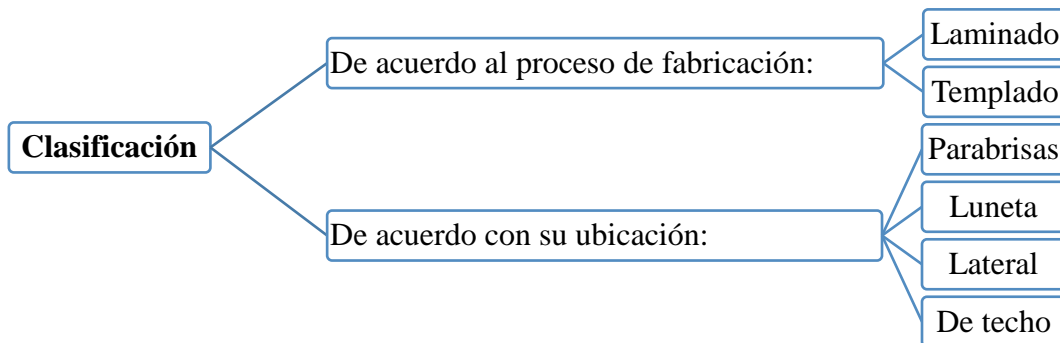 Clasificación
De acuerdo al proceso de fabricación:
Laminado
Templado
De acuerdo con su ubicación:
Parabrisas
Luneta
Lateral
De techo